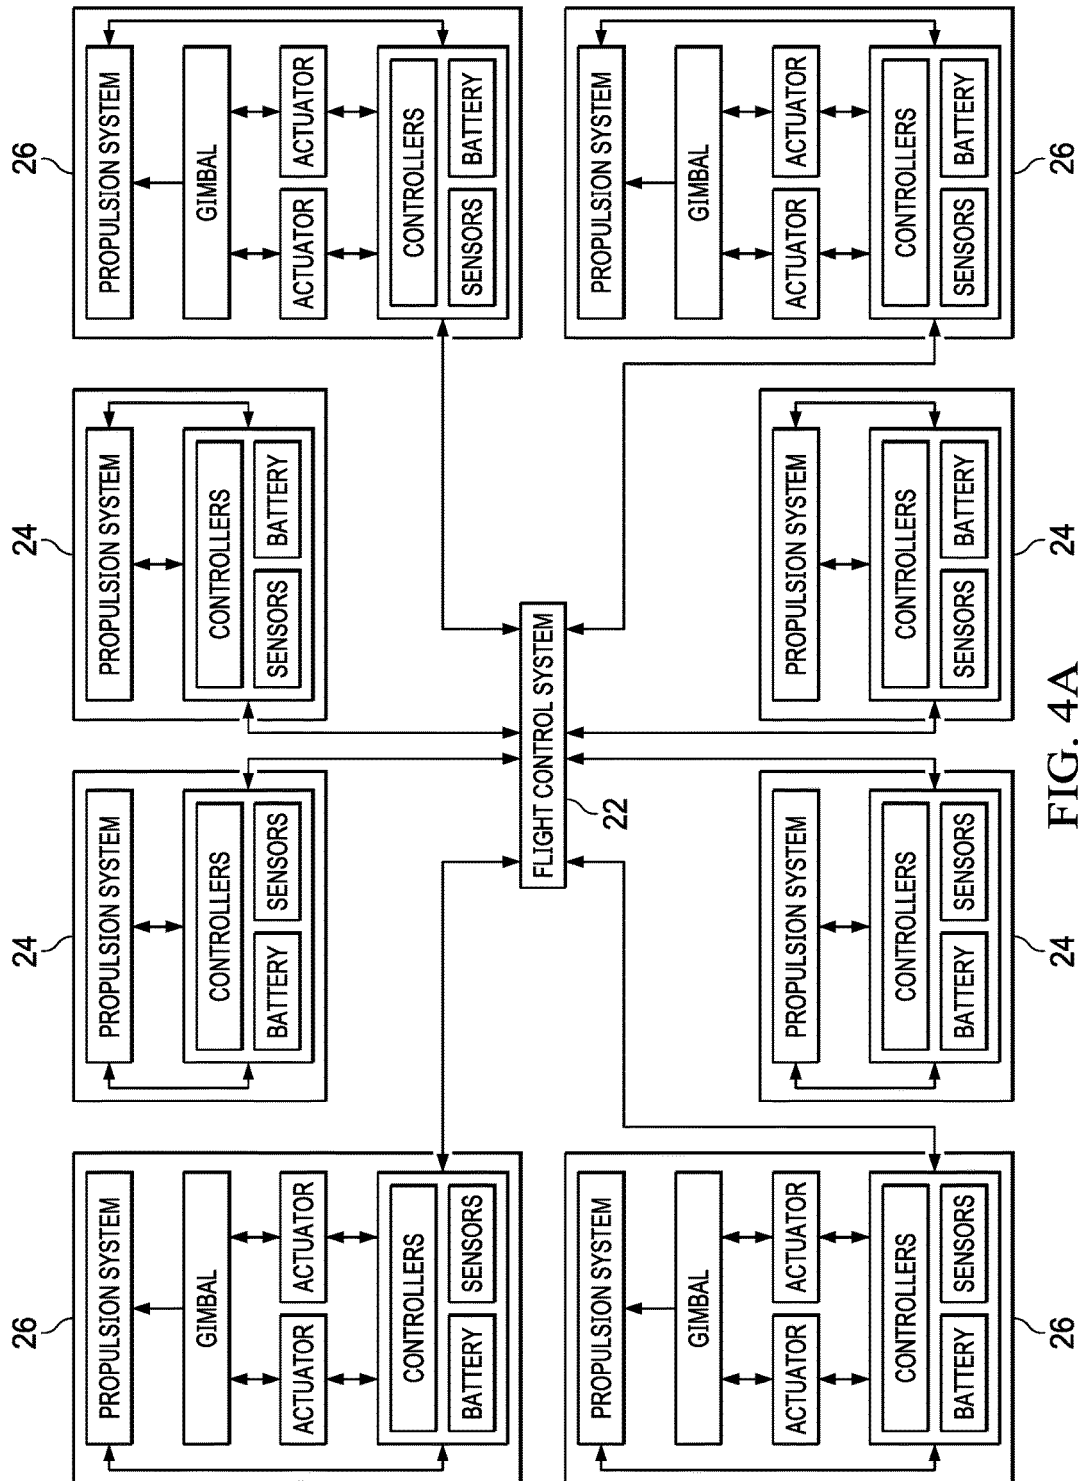 26
PROPULSION SYSTEM
GIMBAL
ACTUATOR
ACTUATOR
CONTROLLERS
BATTERY
SENSORS
24
PROPULSION SYSTEM
CONTROLLERS
BATTERY
SENSORS
24
PROPULSION SYSTEM
CONTROLLERS
SENSORS
BATTERY
26
PROPULSION SYSTEM
GIMBAL
ACTUATOR
ACTUATOR
CONTROLLERS
SENSORS
BATTERY
FLIGHT CONTROL SYSTEM
22
PROPULSION SYSTEM
GIMBAL
ACTUATOR
ACTUATOR
CONTROLLERS
BATTERY
SENSORS
26
PROPULSION SYSTEM
CONTROLLERS
BATTERY
SENSORS
24
PROPULSION SYSTEM
CONTROLLERS
SENSORS
BATTERY
24
PROPULSION SYSTEM
GIMBAL
ACTUATOR
ACTUATOR
CONTROLLERS
SENSORS
BATTERY
26
FIG. 4A